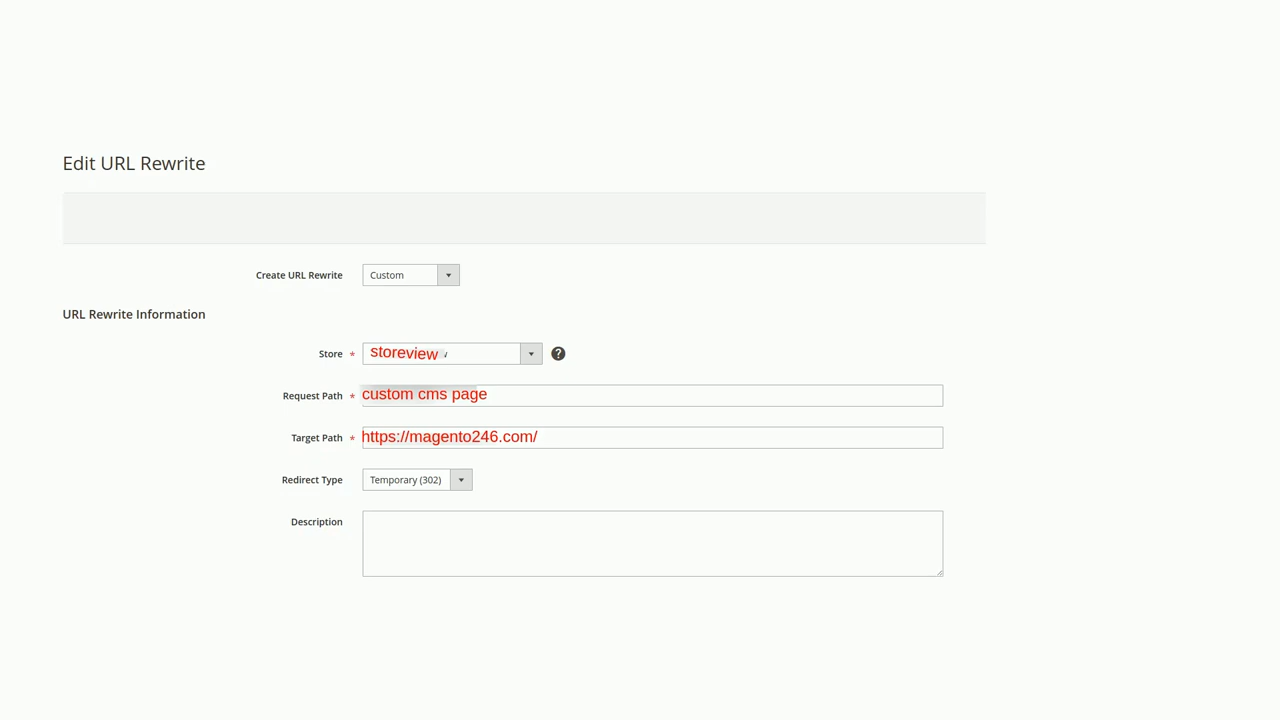 Edit URL Rewrite
Create URL Rewrite Custom
URL Rewrite Information
Store * storeview ?
Request Path * custom cms page
Target Path * https://magento246.com/
Redirect Type Temporary (302)
Description